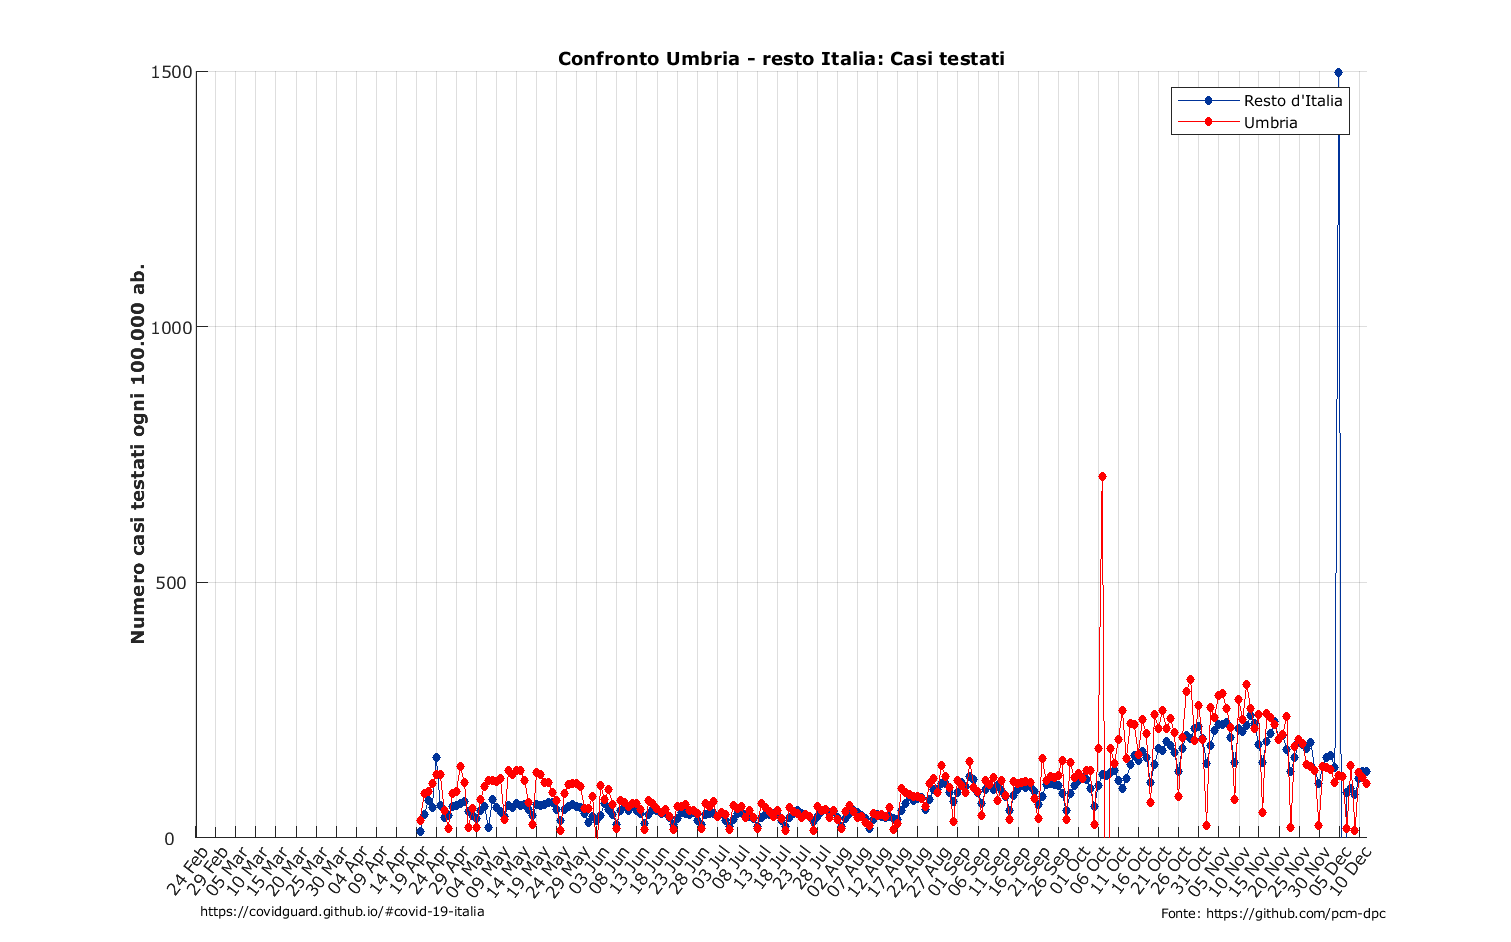 Confronto Umbria - resto Italia: Casi testati
1500
1000
500
0
Numero casi testati ogni 100.000 ab.
Resto d'Italia
Umbria
24 Feb
29 Feb
05 Mar
10 Mar
15 Mar
20 Mar
25 Mar
30 Mar
04 Apr
09 Apr
14 Apr
19 Apr
24 Apr
29 Apr
04 May
09 May
14 May
19 May
24 May
29 May
03 Jun
08 Jun
13 Jun
18 Jun
23 Jun
28 Jun
03 Jul
08 Jul
13 Jul
18 Jul
23 Jul
28 Jul
02 Aug
07 Aug
12 Aug
17 Aug
22 Aug
27 Aug
01 Sep
06 Sep
11 Sep
16 Sep
21 Sep
26 Sep
01 Oct
06 Oct
11 Oct
16 Oct
21 Oct
26 Oct
31 Oct
05 Nov
10 Nov
15 Nov
20 Nov
25 Nov
30 Nov
05 Dec
10 Dec
https://covidguard.github.io/#covid-19-italia
Fonte: https://github.com/pcm-dpc